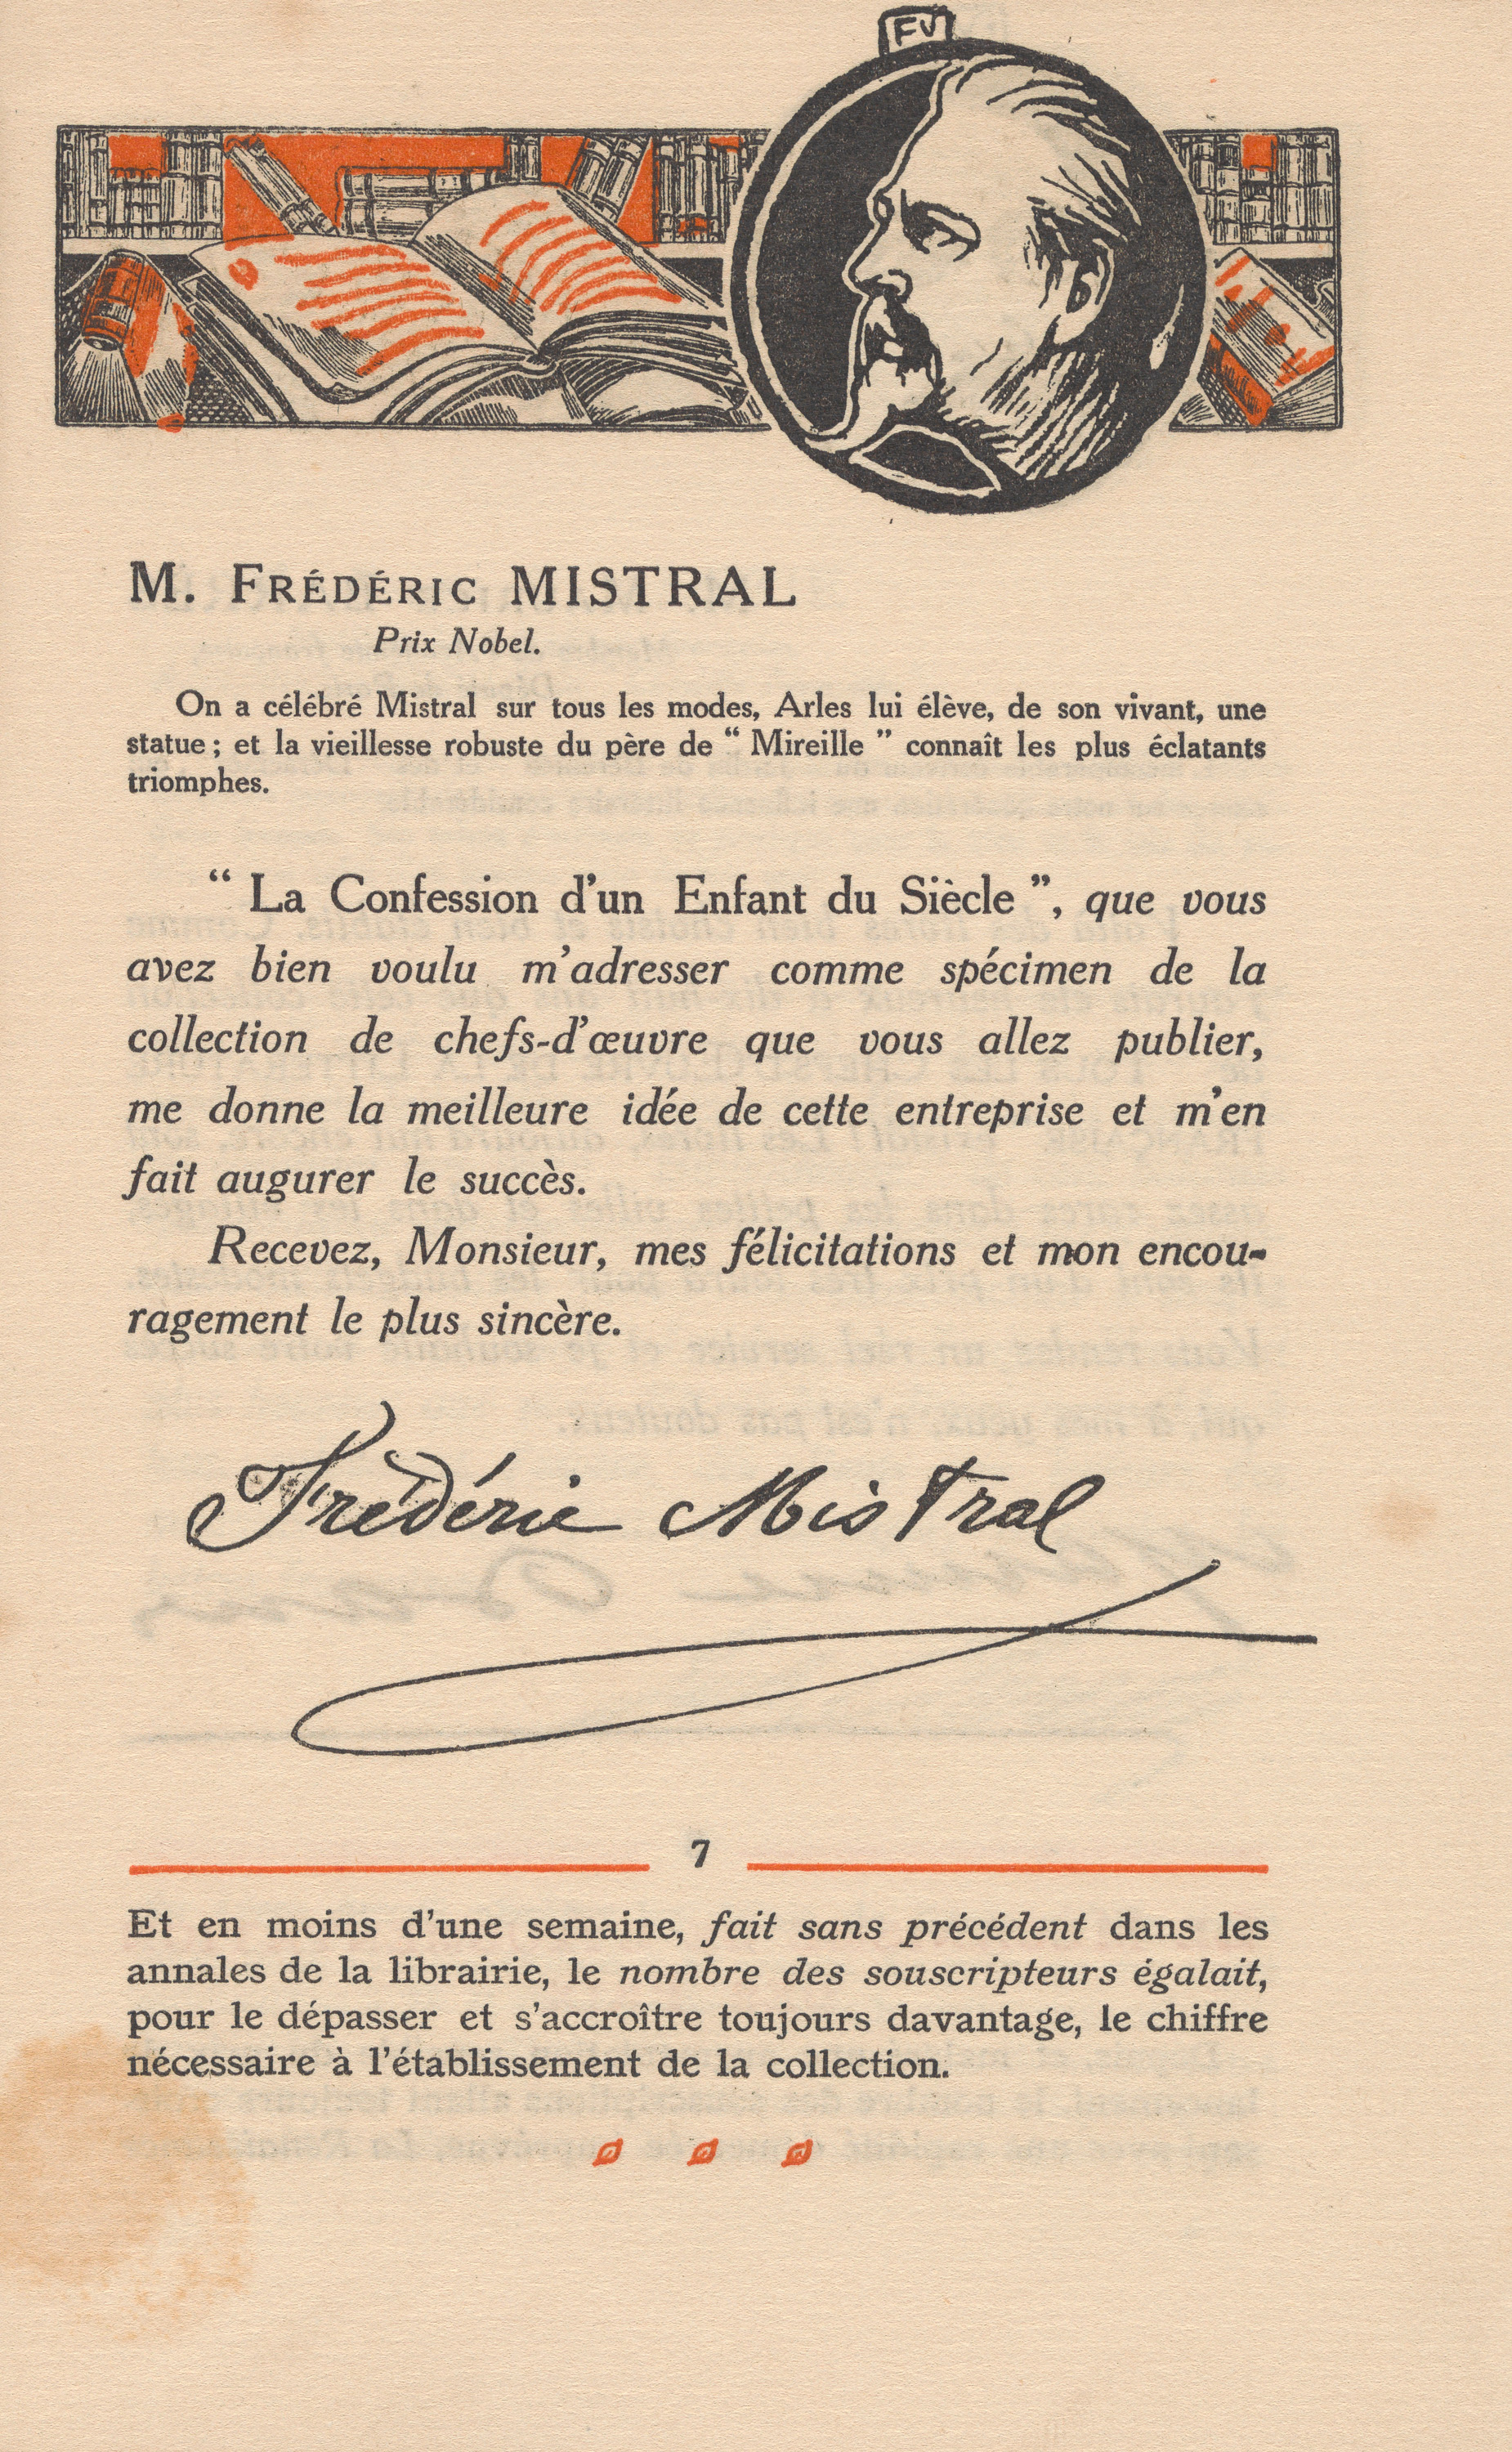 FV
M. FRÉDÉRIC MISTRAL
Prix Nobel.
On a célébré Mistral sur tous les modes, Arles lui élève, de son vivant, une
statue ; et la vieillesse robuste du père de “ Mireille ” connaît les plus éclatants
triomphes.
“ La Confession d’un Enfant du Siècle ”, que vous
avez bien voulu m’adresser comme spécimen de la
collection de chefs-d’œuvre que vous allez publier,
me donne la meilleure idée de cette entreprise et m’en
fait augurer le succès.
Recevez, Monsieur, mes félicitations et mon encou-
ragement le plus sincère.
Frédéric Mistral
7
Et en moins d’une semaine, fait sans précédent dans les
annales de la librairie, le nombre des souscripteurs égalait,
pour le dépasser et s’accroître toujours davantage, le chiffre
nécessaire à l’établissement de la collection.